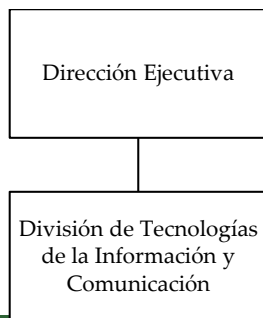 Dirección Ejecutiva
División de Tecnologías
de la Información y
Comunicación